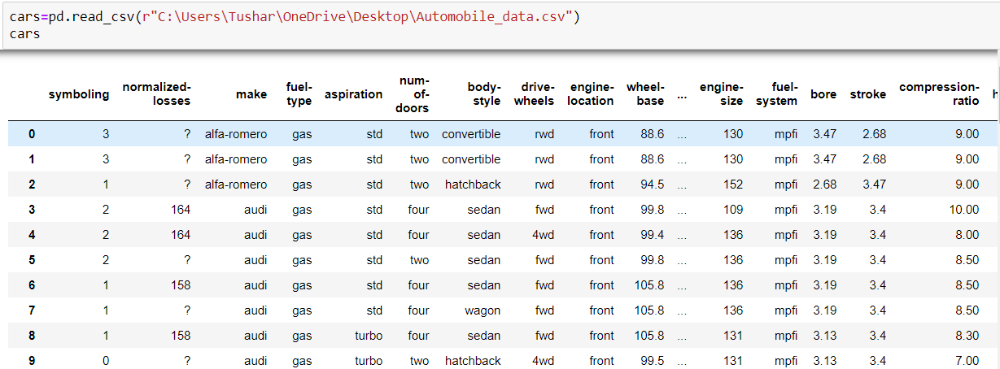 cars=pd.read_csv(r"C:\Users\Tushar\OneDrive\Desktop\Automobile_data.csv")
cars
symboling normalized-losses make fuel-type aspiration num-of-doors body-style drive-wheels engine-location wheel-base ... engine-size fuel-system bore stroke compression-ratio h
0 3 ? alfa-romero gas std two convertible rwd front 88.6 ... 130 mpfi 3.47 2.68 9.00
1 3 ? alfa-romero gas std two convertible rwd front 88.6 ... 130 mpfi 3.47 2.68 9.00
2 1 ? alfa-romero gas std two hatchback rwd front 94.5 ... 152 mpfi 2.68 3.47 9.00
3 2 164 audi gas std four sedan fwd front 99.8 ... 109 mpfi 3.19 3.4 10.00
4 2 164 audi gas std four sedan 4wd front 99.4 ... 136 mpfi 3.19 3.4 8.00
5 2 ? audi gas std two sedan fwd front 99.8 ... 136 mpfi 3.19 3.4 8.50
6 1 158 audi gas std four sedan fwd front 105.8 ... 136 mpfi 3.19 3.4 8.50
7 1 ? audi gas std four wagon fwd front 105.8 ... 136 mpfi 3.19 3.4 8.50
8 1 158 audi gas turbo four sedan fwd front 105.8 ... 131 mpfi 3.13 3.4 8.30
9 0 ? audi gas turbo two hatchback 4wd front 99.5 ... 131 mpfi 3.13 3.4 7.00